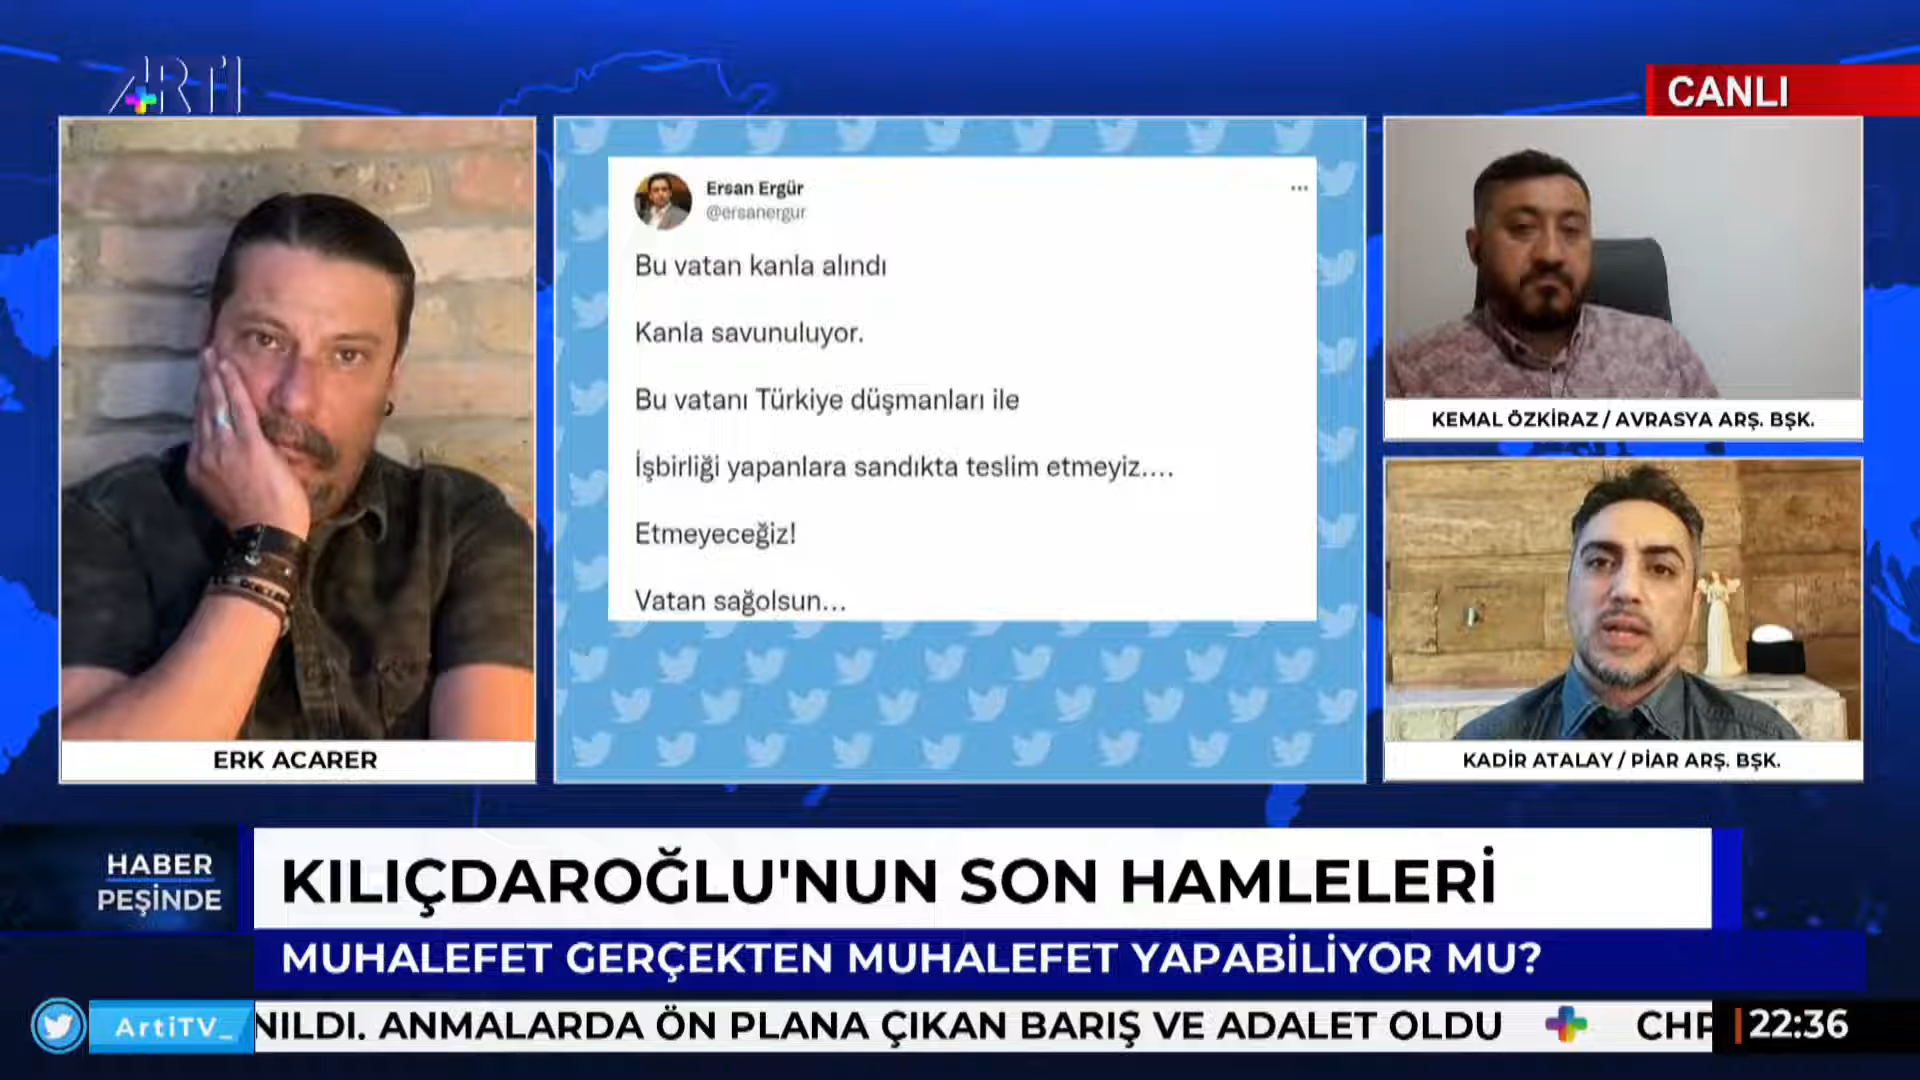 ARTI
CANLI
Ersan Ergür
@ersanergur
Bu vatan kanla alındı
Kanla savunuluyor.
Bu vatanı Türkiye düşmanları ile
İşbirliği yapanlara sandıkta teslim etmeyiz....
Etmeyeceğiz!
Vatan sağolsun...
KEMAL ÖZKİRAZ / AVRASYA ARŞ. BŞK.
ERK ACARER
KADİR ATALAY / PİAR ARŞ. BŞK.
HABER
PEŞİNDE
KILIÇDAROĞLU'NUN SON HAMLELERİ
MUHALEFET GERÇEKTEN MUHALEFET YAPABİLİYOR MU?
ArtiTV_
NILDI. ANMALARDA ÖN PLANA ÇIKAN BARIŞ VE ADALET OLDU
CHP
22:36